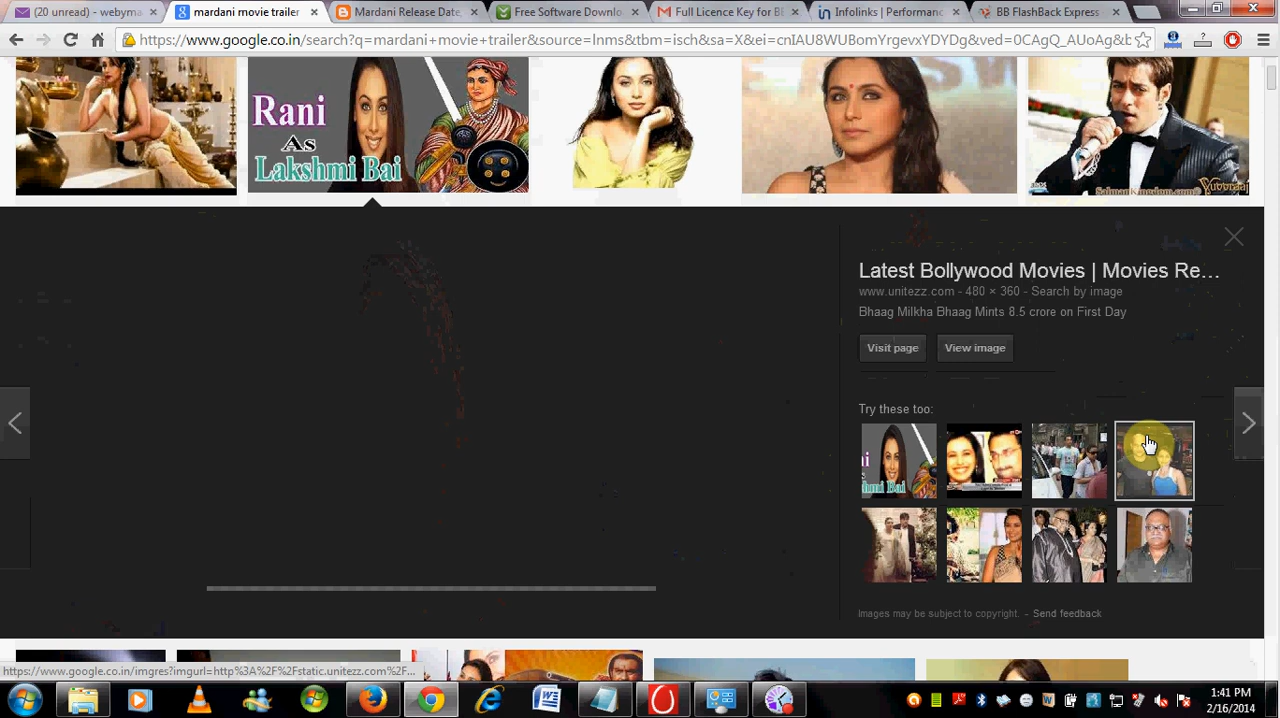 (20 unread) - webyma
mardani movie trailer
Mardani Release Date,
Free Software Downlo
Full Licence Key for BB
Infolinks | Performanc
BB FlashBack Express
https://www.google.co.in/search?q=mardani+movie+trailer&source=lnms&tbm=isch&sa=X&ei=cnIAU8WUBomYrgevxYDYDg&ved=0CAgQ_AUoAg&b
Rani
As
Lakshmi Bai
SalmanKingdom.com®
Yuvvraaj
Latest Bollywood Movies | Movies Re...
www.unitezz.com - 480 × 360 - Search by image
Bhaag Milkha Bhaag Mints 8.5 crore on First Day
Visit page
View image
Try these too:
Images may be subject to copyright. - Send feedback
https://www.google.co.in/imgres?imgurl=http%3A%2F%2Fstatic.unitezz.com%2F...
1:41 PM
2/16/2014